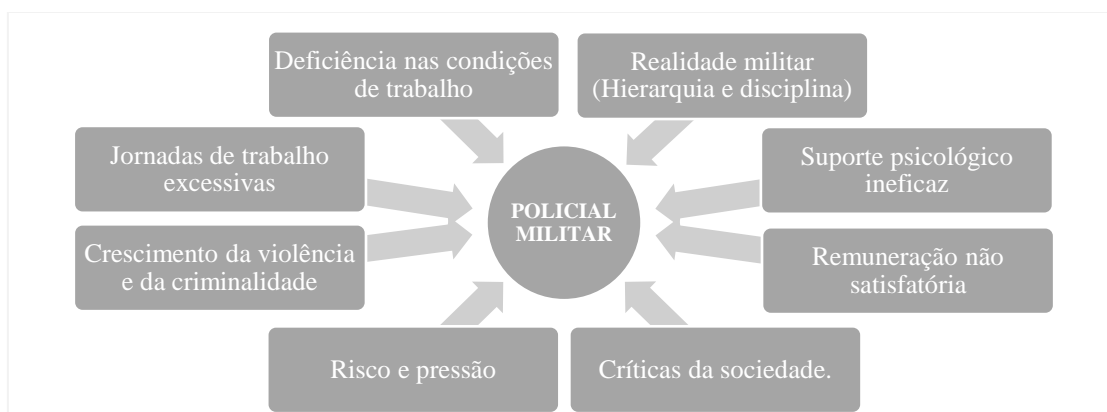 Deficiência nas condições
de trabalho
Realidade militar
(Hierarquia e disciplina)
Jornadas de trabalho
excessivas
Suporte psicológico
ineficaz
POLICIAL
MILITAR
Crescimento da violência
e da criminalidade
Remuneração não
satisfatória
Risco e pressão
Críticas da sociedade.